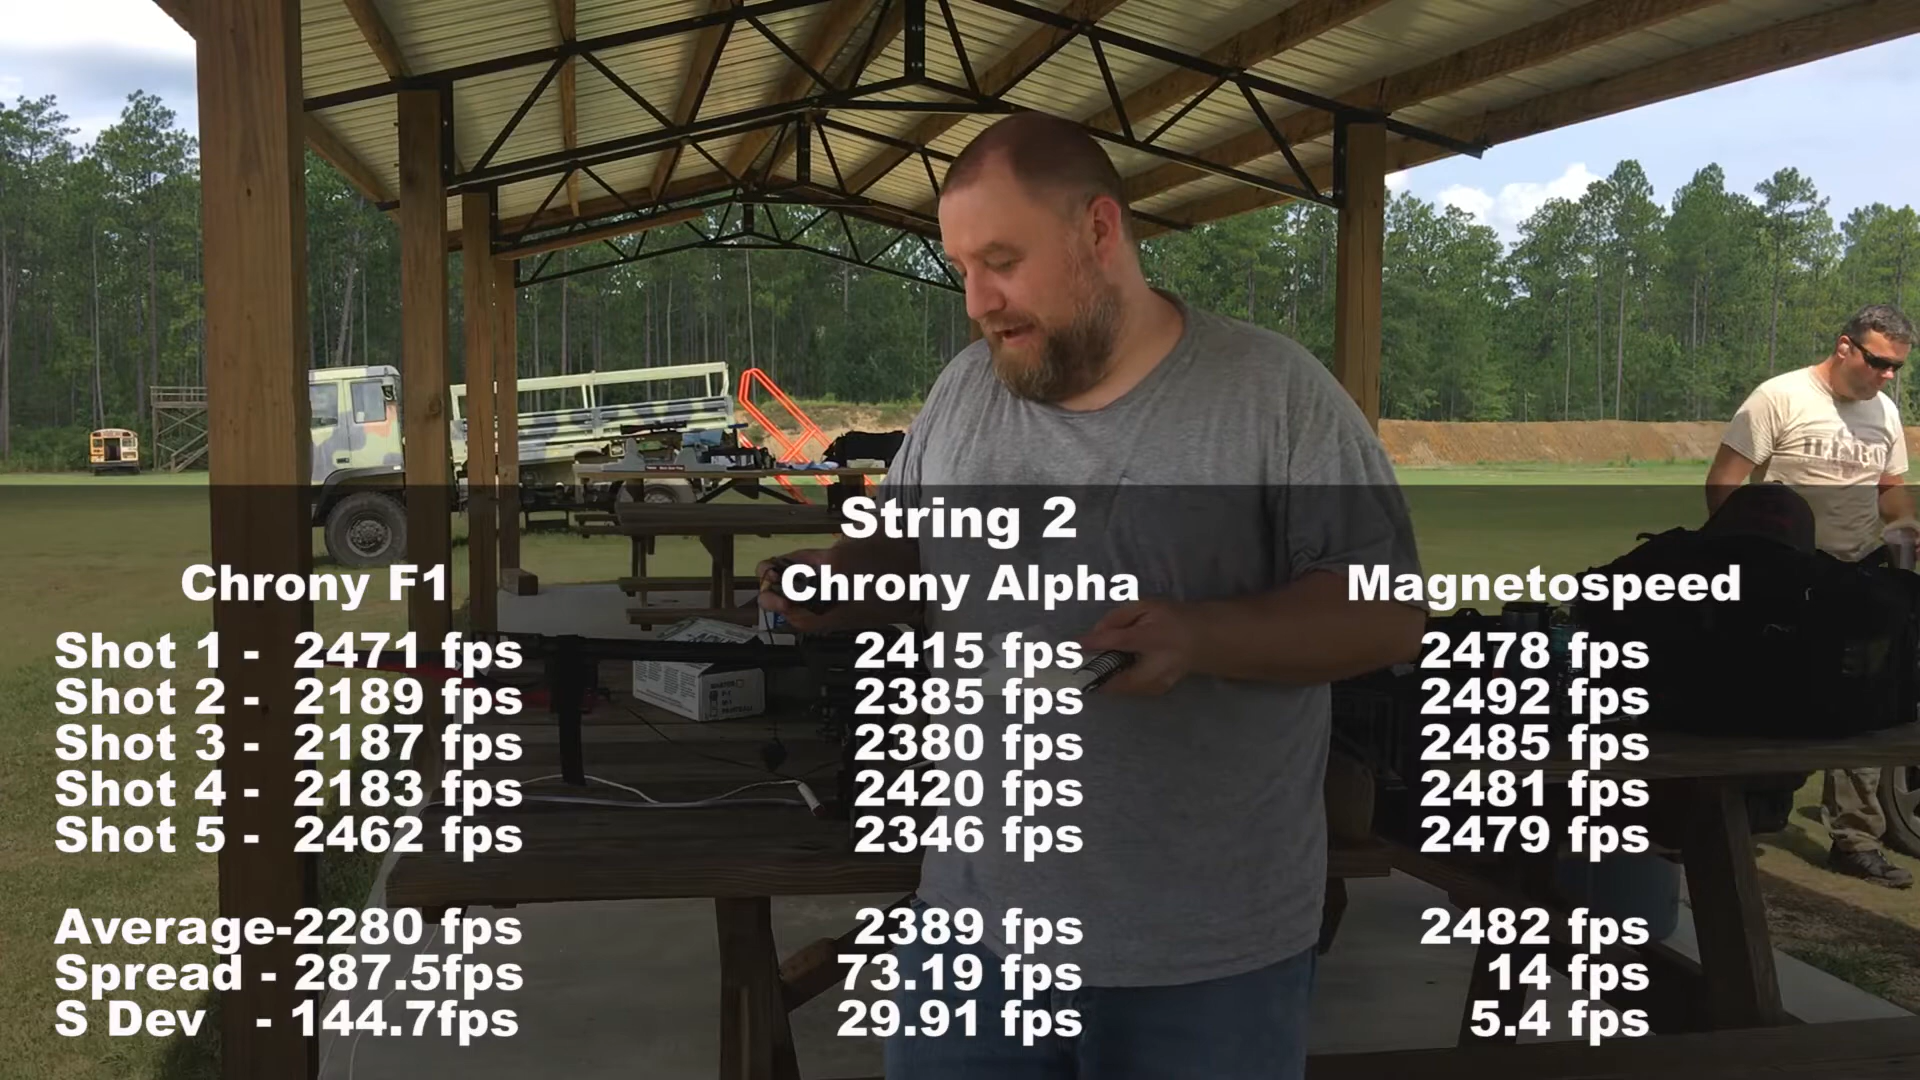 String 2
Chrony F1 Chrony Alpha Magnetospeed
Shot 1 - 2471 fps 2415 fps 2478 fps
Shot 2 - 2189 fps 2385 fps 2492 fps
Shot 3 - 2187 fps 2380 fps 2485 fps
Shot 4 - 2183 fps 2420 fps 2481 fps
Shot 5 - 2462 fps 2346 fps 2479 fps
Average-2280 fps 2389 fps 2482 fps
Spread - 287.5fps 73.19 fps 14 fps
S Dev - 144.7fps 29.91 fps 5.4 fps